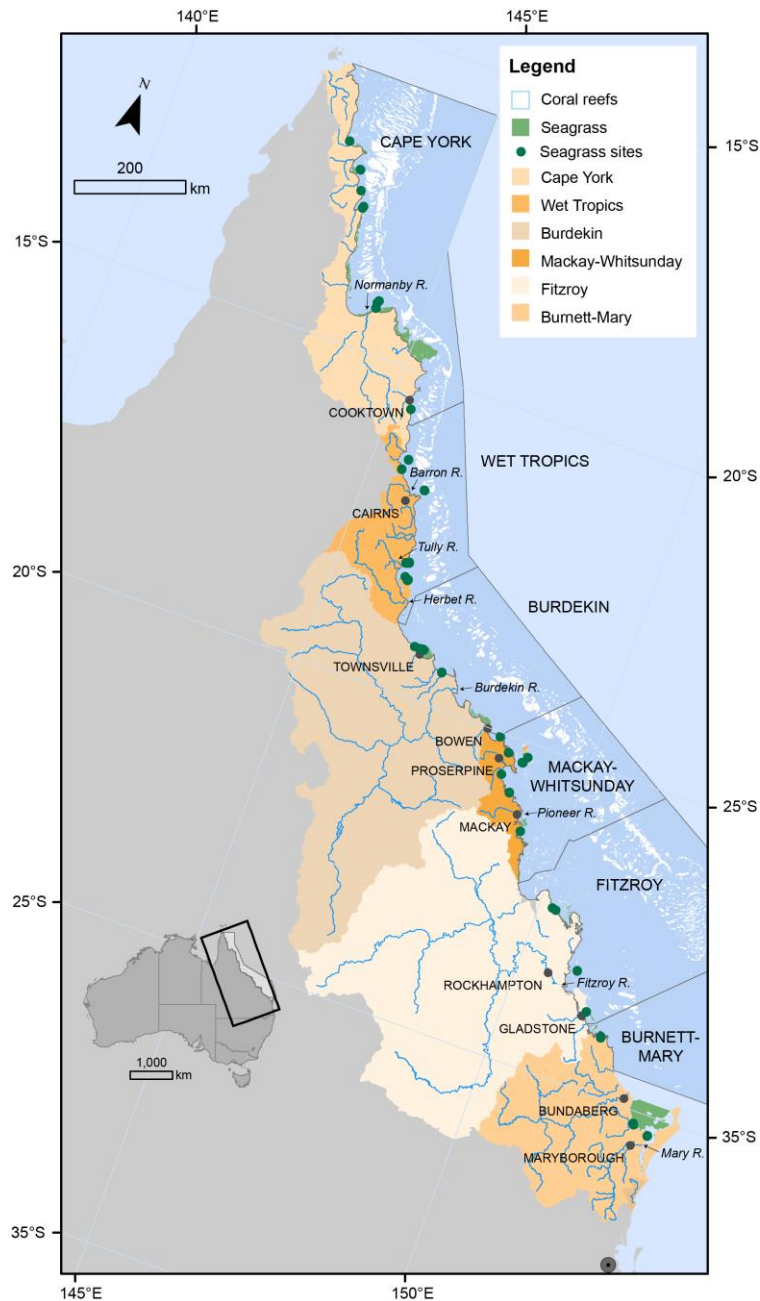 140°E
145°E
N
200
km
Legend
Coral reefs
Seagrass
Seagrass sites
Cape York
Wet Tropics
Burdekin
Mackay-Whitsunday
Fitzroy
Burnett-Mary
CAPE YORK
15°S
15°S
Normanby R.
COOKTOWN
WET TROPICS
20°S
Barron R.
CAIRNS
Tully R.
20°S
Herbet R.
BURDEKIN
TOWNSVILLE
Burdekin R.
BOWEN
PROSERPINE
MACKAY-
WHITSUNDAY
25°S
Pioneer R.
MACKAY
FITZROY
25°S
ROCKHAMPTON
Fitzroy R.
GLADSTONE
BURNETT-
MARY
1,000
km
BUNDABERG
35°S
MARYBOROUGH
Mary R.
35°S
145°E
150°E